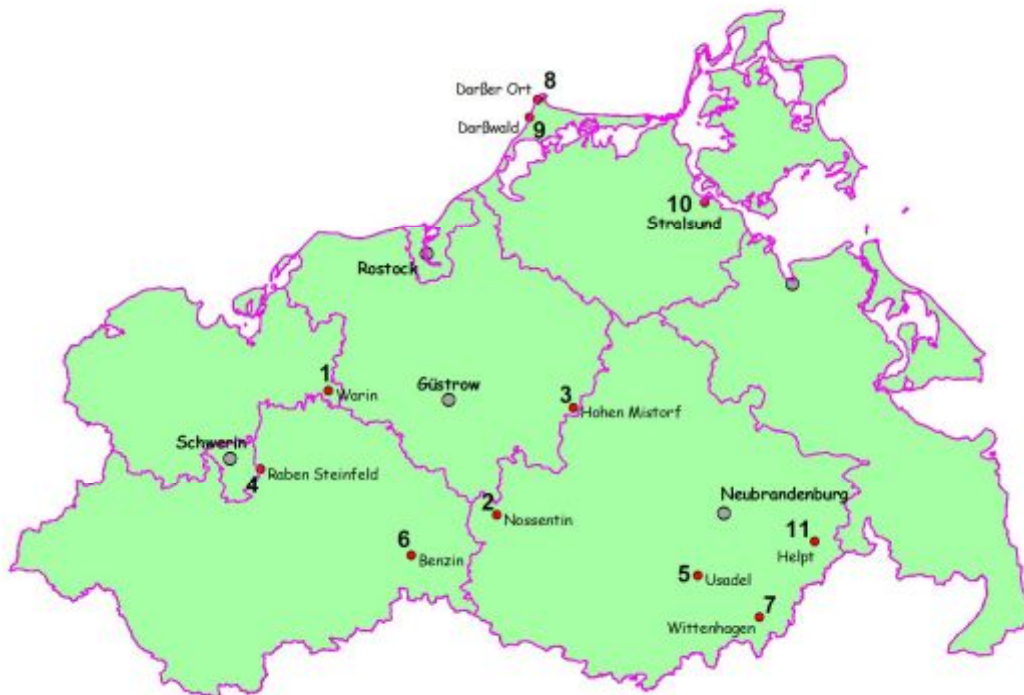 8
Darßer Ort
Darßwald
9
10
Stralsund
Rostock
1
Warin
Güstrow
3
Hohen Mistorf
Schwerin
Raben Steinfeld
4
Neubrandenburg
2
Nossentin
11
Helpt
6
Benzin
5
Usadel
7
Wittenhagen